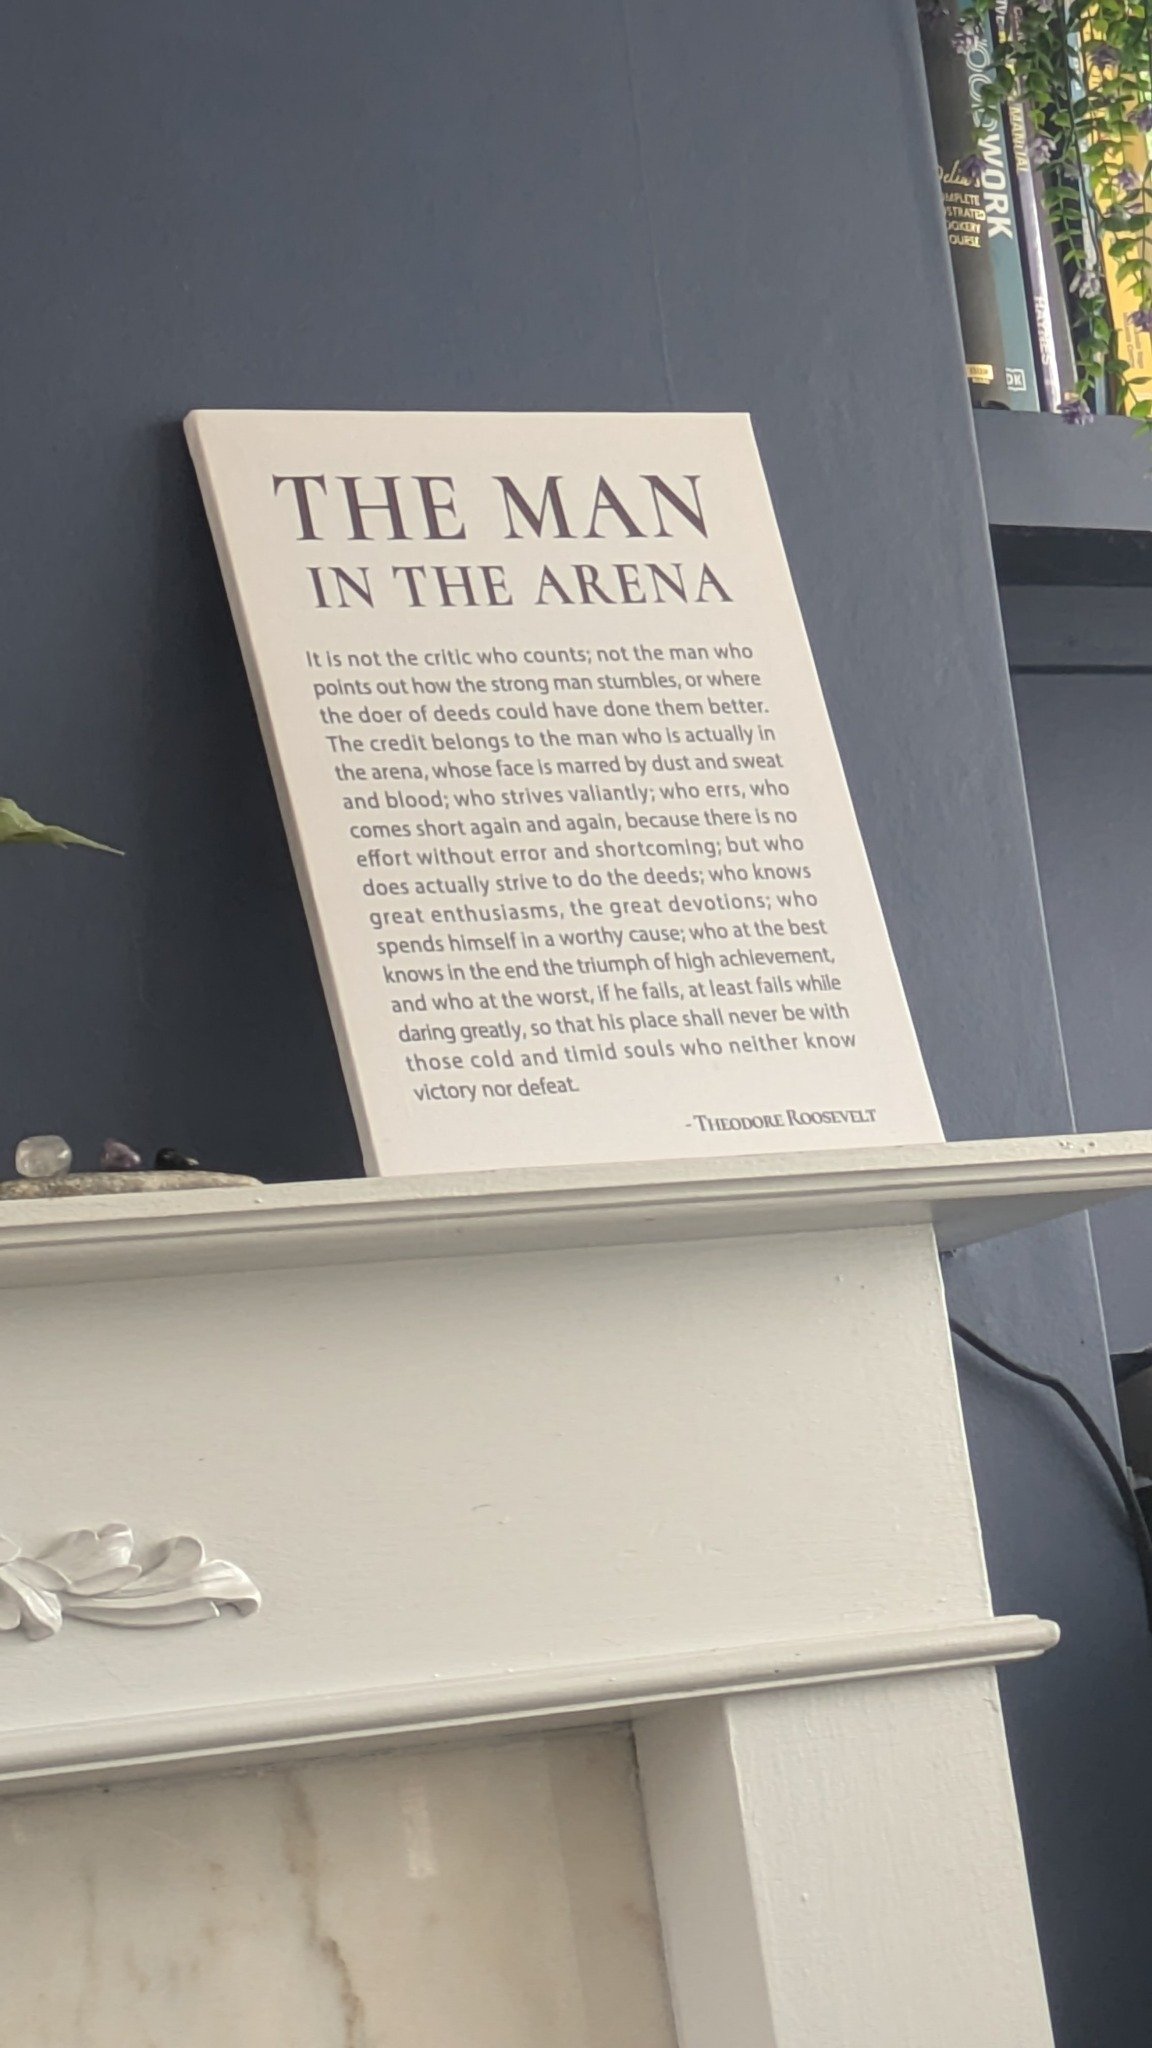 THE MAN
IN THE ARENA
It is not the critic who counts; not the man who
points out how the strong man stumbles, or where
the doer of deeds could have done them better.
The credit belongs to the man who is actually in
the arena, whose face is marred by dust and sweat
and blood; who strives valiantly; who errs, who
comes short again and again, because there is no
effort without error and shortcoming; but who
does actually strive to do the deeds; who knows
great enthusiasms, the great devotions; who
spends himself in a worthy cause; who at the best
knows in the end the triumph of high achievement,
and who at the worst, if he fails, at least fails while
daring greatly, so that his place shall never be with
those cold and timid souls who neither know
victory nor defeat.
- THEODORE ROOSEVELT
WORK
DK
MANUAL
HAYNES